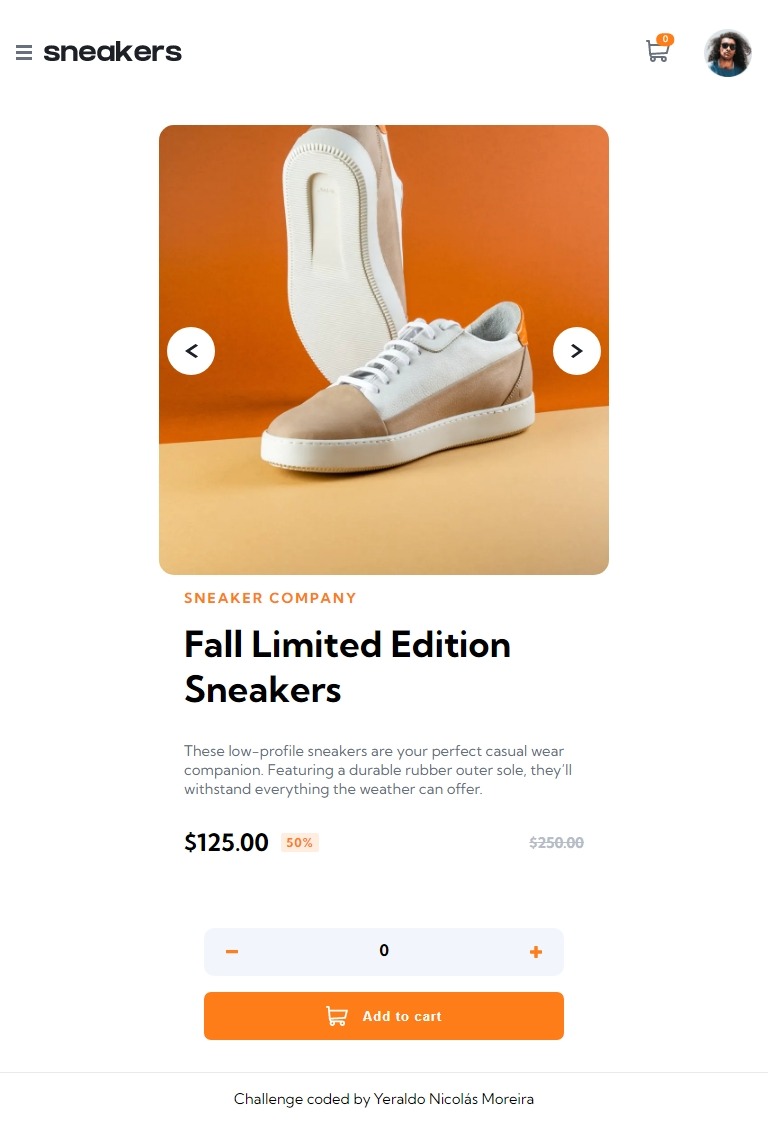 sneakers
0
SNEAKER COMPANY
Fall Limited Edition
Sneakers
These low-profile sneakers are your perfect casual wear
companion. Featuring a durable rubber outer sole, they'll
withstand everything the weather can offer.
$125.00 50% $250.00
0
Add to cart
Challenge coded by Yeraldo Nicolás Moreira